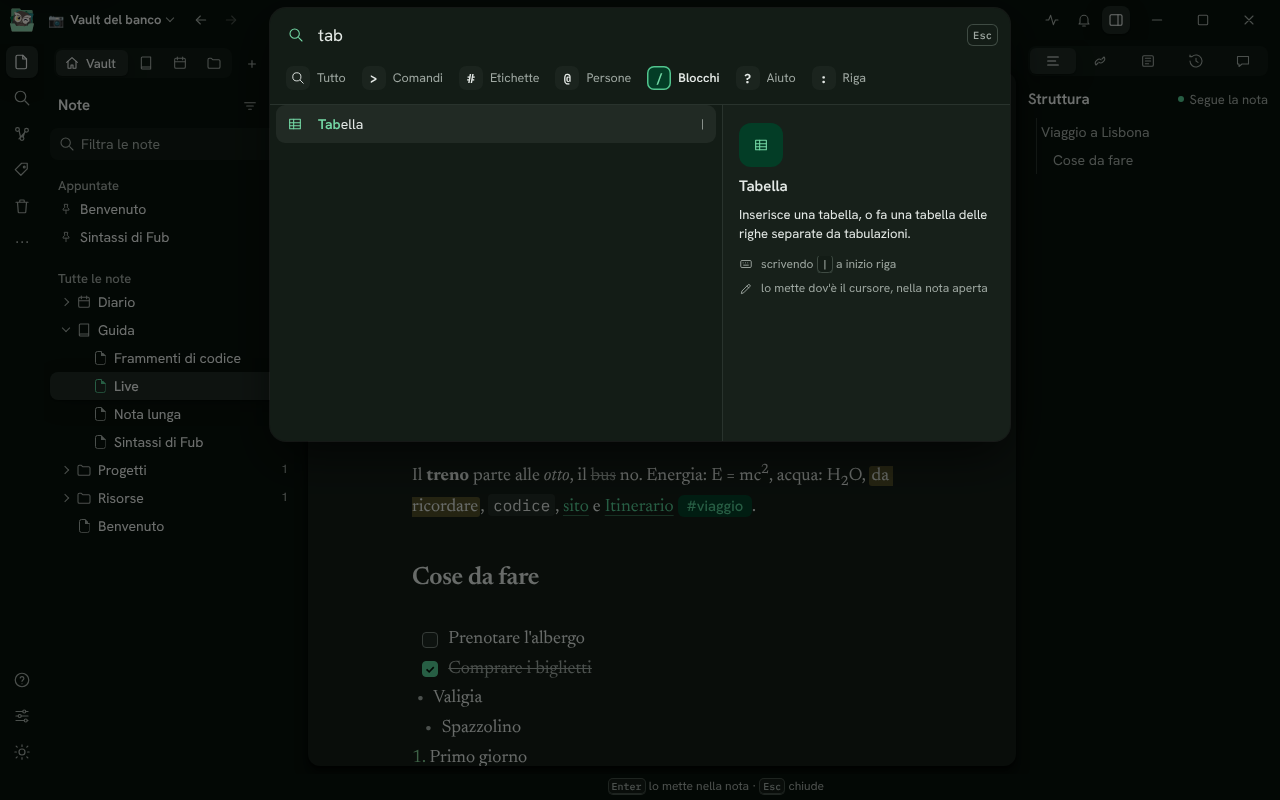 Vault del banco
tab
Esc
Tutto
> Comandi
# Etichette
@ Persone
/ Blocchi
? Aiuto
: Riga
Vault
Note
Filtra le note
Appuntate
Benvenuto
Sintassi di Fub
Tutte le note
Diario
Guida
Frammenti di codice
Live
Nota lunga
Sintassi di Fub
Progetti 1
Risorse 1
Benvenuto
Tabella |
Tabella
Inserisce una tabella, o fa una tabella delle
righe separate da tabulazioni.
scrivendo | a inizio riga
lo mette dov'è il cursore, nella nota aperta
Struttura
Segue la nota
Viaggio a Lisbona
Cose da fare
Il treno parte alle otto, il bus no. Energia: E = mc², acqua: H₂O, da
ricordare, codice, sito e Itinerario #viaggio.
Cose da fare
Prenotare l'albergo
Comprare i biglietti
• Valigia
• Spazzolino
1. Primo giorno
Enter lo mette nella nota · Esc chiude